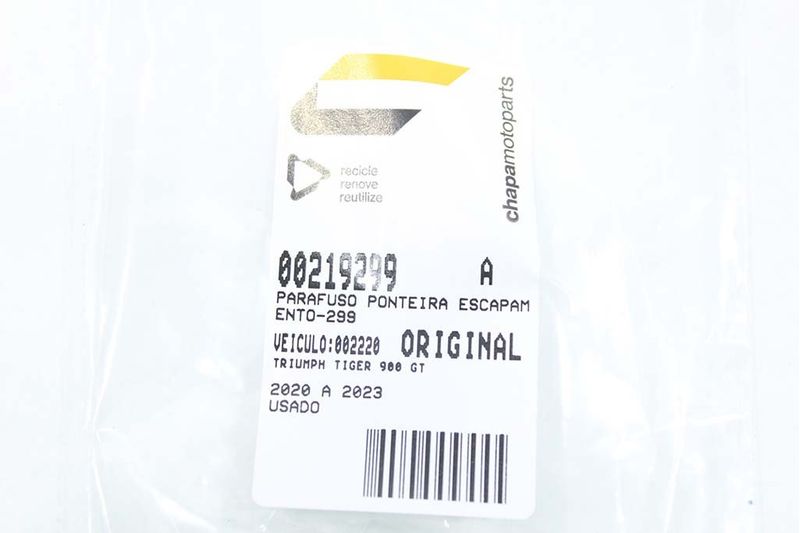 chapamotoparts
recicle
renove
reutilize
00219299 A
PARAFUSO PONTEIRA ESCAPAM
ENTO-299
VEICULO:002220 ORIGINAL
TRIUMPH TIGER 900 GT
2020 A 2023
USADO